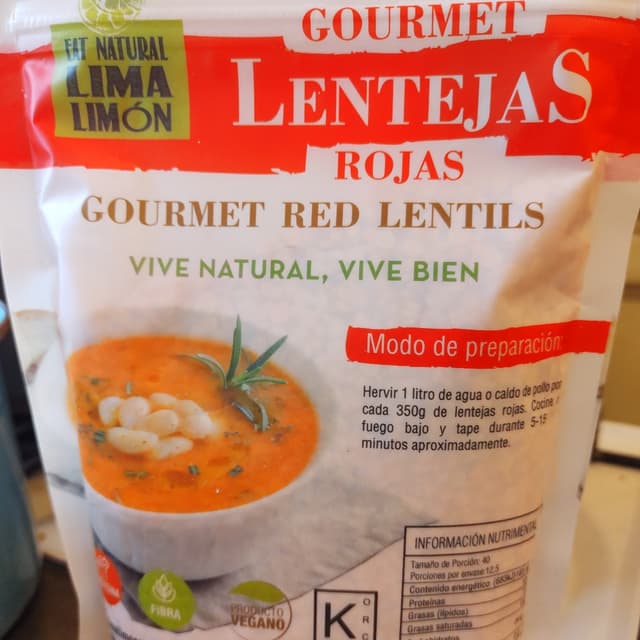 GOURMET
EAT NATURAL
LIMA
LIMÓN
LENTEJAS
ROJAS
GOURMET RED LENTILS
VIVE NATURAL, VIVE BIEN
Modo de preparación:
Hervir 1 litro de agua o caldo de pollo por
cada 350g de lentejas rojas. Cocine a
fuego bajo y tape durante 5-15
minutos aproximadamente.
INFORMACIÓN NUTRIMENTAL
Tamaño de Porción: 40
Porciones por envase: 12.5
Contenido energético:
Proteínas
Grasas (lípidos)
Grasas saturadas
FIBRA
PRODUCTO
VEGANO
K
O
R